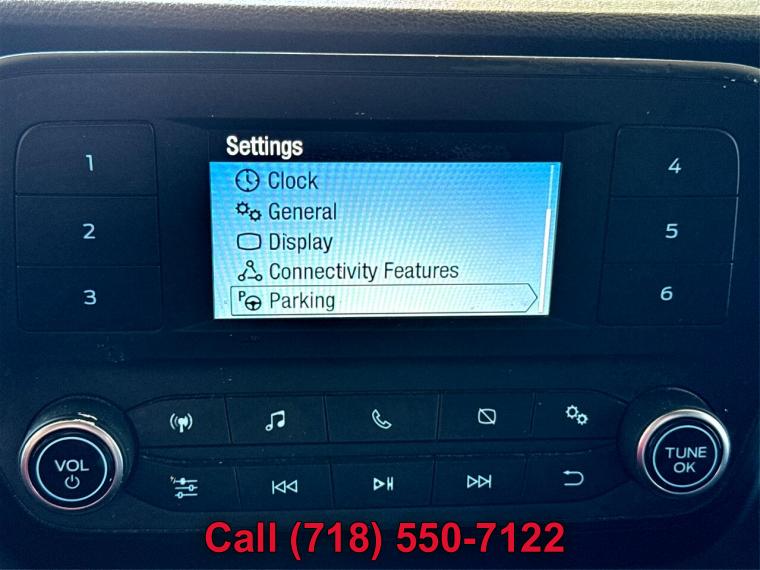 Settings
1
Clock
4
General
2
Display
5
Connectivity Features
3
P Parking
6
VOL
TUNE
OK
Call (718) 550-7122